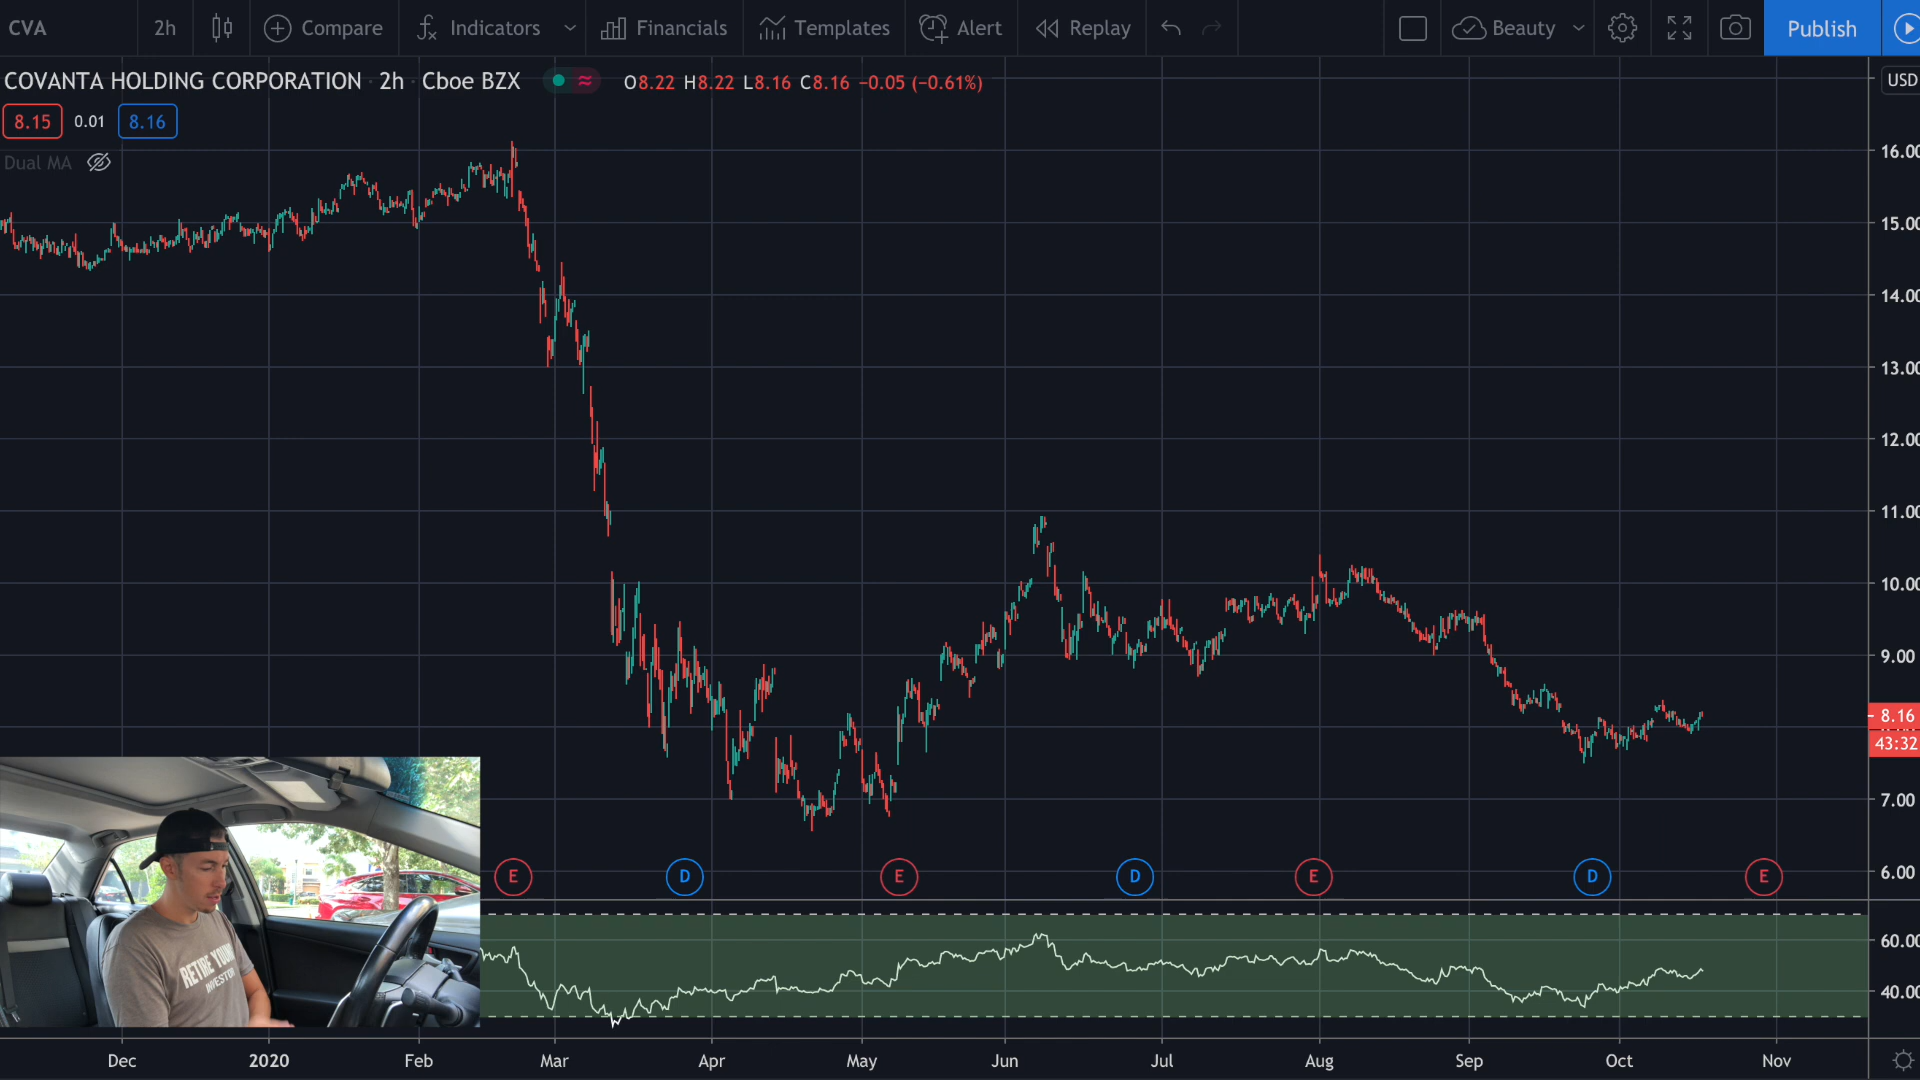 CVA 2h Compare Indicators Financials Templates Alert Replay Beauty Publish
COVANTA HOLDING CORPORATION · 2h · Cboe BZX O8.22 H8.22 L8.16 C8.16 −0.05 (−0.61%) USD
8.15 0.01 8.16
Dual MA
16.00
15.00
14.00
13.00
12.00
11.00
10.00
9.00
8.16
43:32
7.00
6.00
E D E D E D E
60.00
40.00
RETIRE YOUNG
INVESTOR
Dec 2020 Feb Mar Apr May Jun Jul Aug Sep Oct Nov